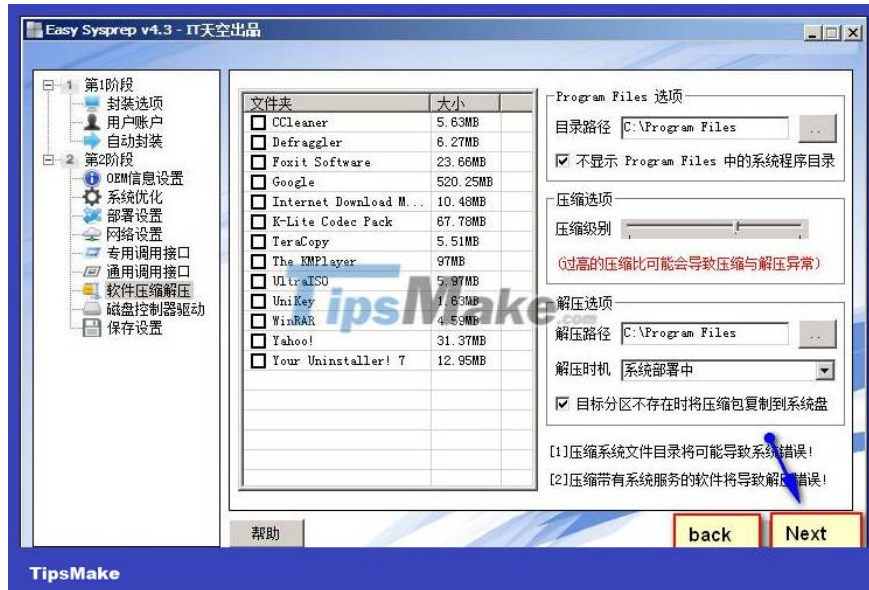 Easy Sysprep v4.3 - IT天空出品
1 第1阶段
封装选项
用户账户
自动封装
2 第2阶段
OEM信息设置
系统优化
部署设置
网络设置
专用调用接口
通用调用接口
软件压缩解压
磁盘控制器驱动
保存设置
文件夹 大小
CCleaner 5.63MB
Defraggler 6.27MB
Foxit Software 23.66MB
Google 520.25MB
Internet Download M... 10.48MB
K-Lite Codec Pack 67.78MB
TeraCopy 5.51MB
The KMPlayer 97MB
UltraISO 5.97MB
UniKey 1.63MB
WinRAR 4.59MB
Yahoo! 31.37MB
Your Uninstaller! 7 12.95MB
Program Files 选项
目录路径 C:\Program Files ..
不显示 Program Files 中的系统程序目录
压缩选项
压缩级别
(过高的压缩比可能会导致压缩与解压异常)
解压选项
解压路径 C:\Program Files ..
解压时机 系统部署中
目标分区不存在时将压缩包复制到系统盘
[1]压缩系统文件目录将可能导致系统错误!
[2]压缩带有系统服务的软件将导致解压错误!
帮助
back
Next
TipsMake.com
TipsMake